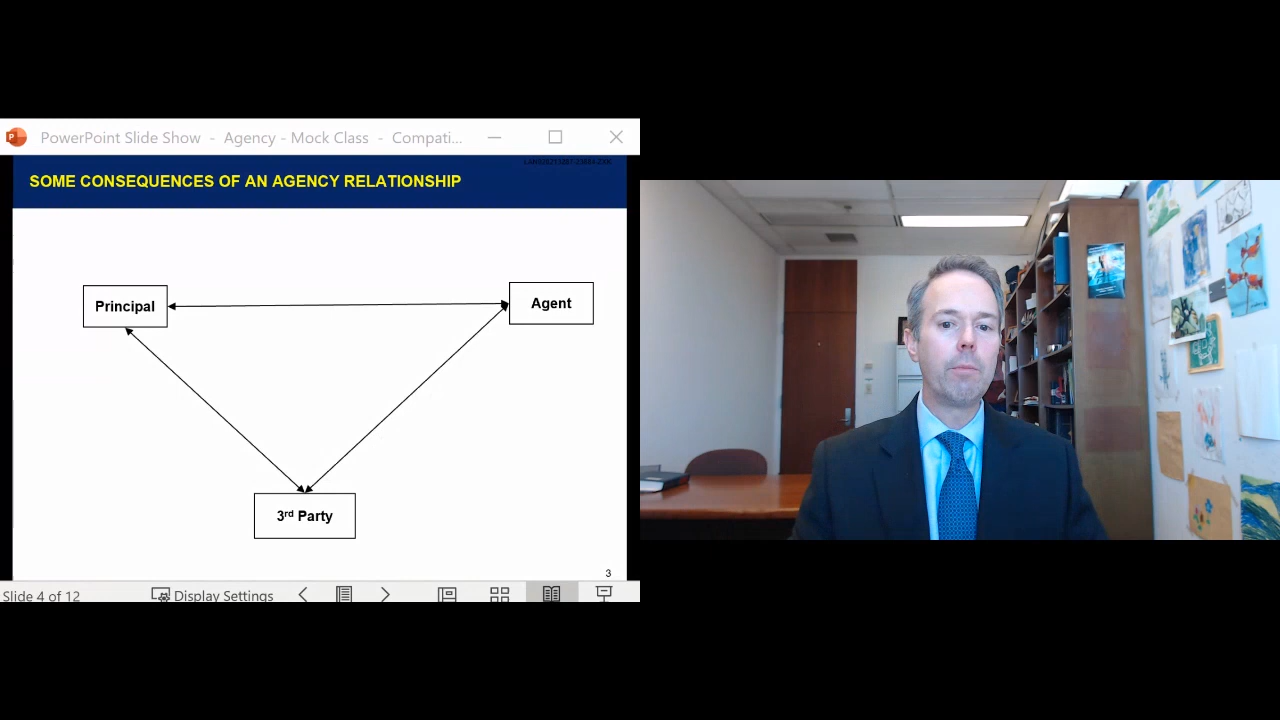 PowerPoint Slide Show - Agency - Mock Class - Compati...
SOME CONSEQUENCES OF AN AGENCY RELATIONSHIP
Principal
Agent
3rd Party
3
Slide 4 of 12
Display Settings